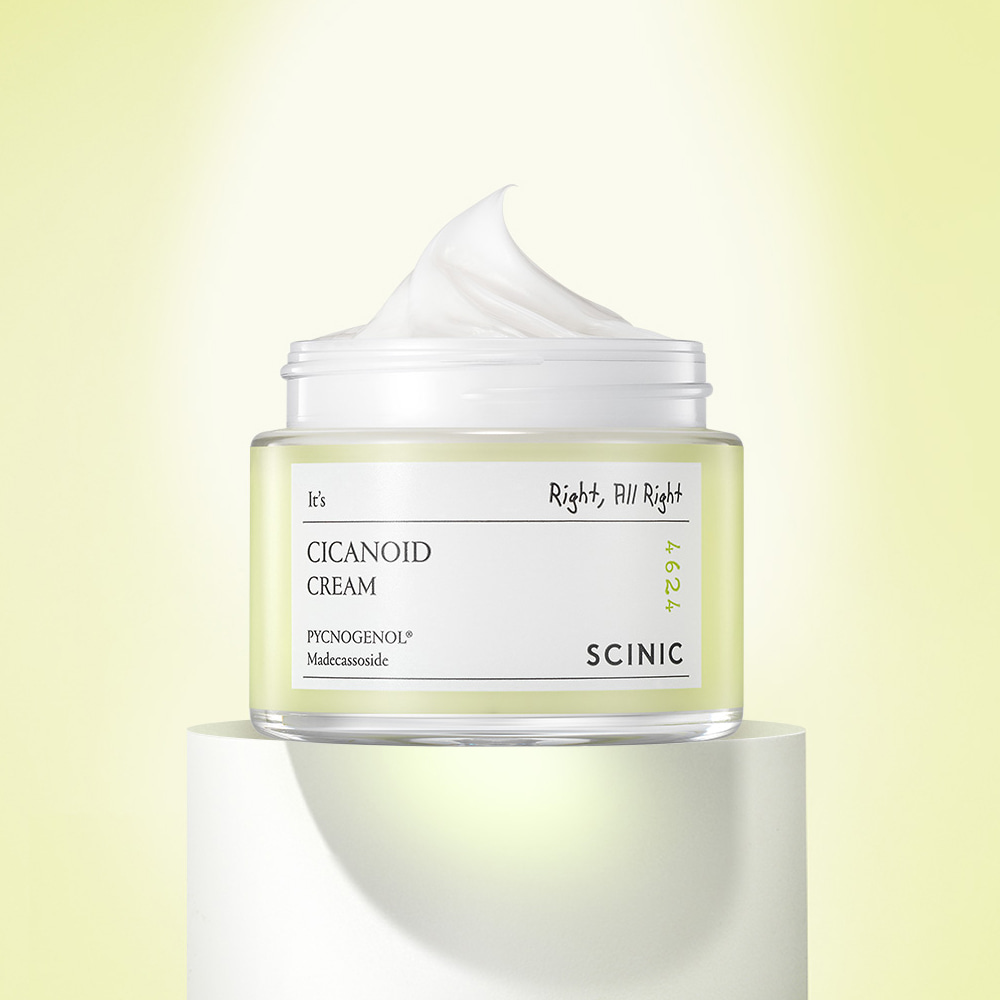 It's
Right, All Right
CICANOID
CREAM
4624
PYCNOGENOL®
Madecassoside
SCINIC